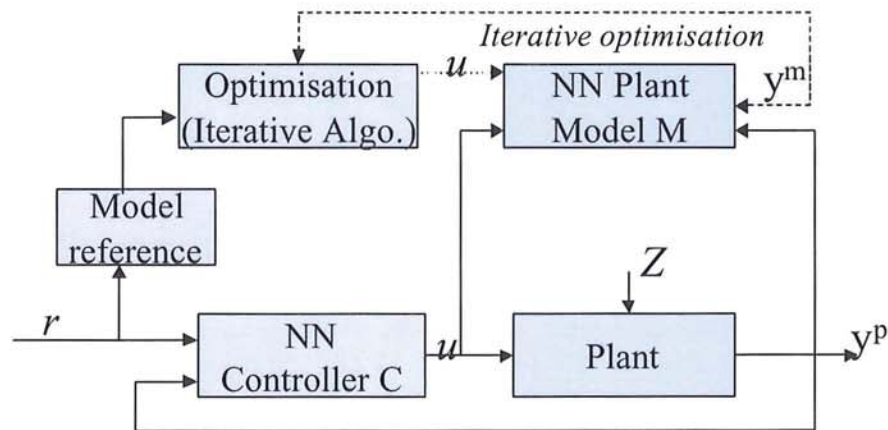 Iterative optimisation
Optimisation
(Iterative Algo.)
u
NN Plant
Model M
y^m
Model
reference
Z
r
NN
Controller C
u
Plant
y^p